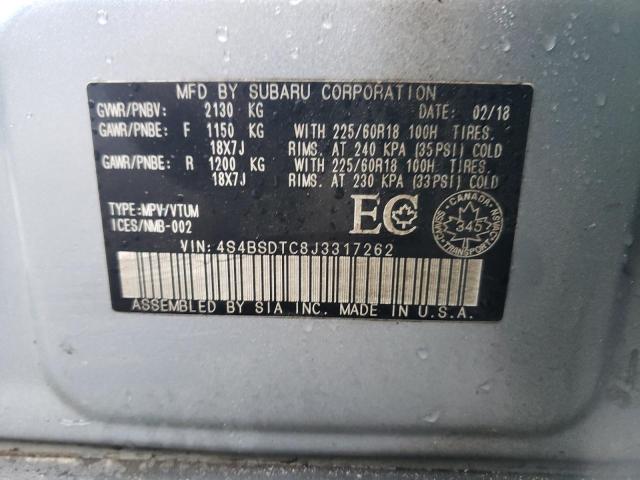 MFD BY SUBARU CORPORATION
GVWR/PNBV: 2130 KG DATE: 02/18
GAWR/PNBE: F 1150 KG WITH 225/60R18 100H TIRES.
18X7J RIMS. AT 240 KPA (35PSI) COLD
GAWR/PNBE: R 1200 KG WITH 225/60R18 100H TIRES.
18X7J RIMS. AT 230 KPA (33PSI) COLD
TYPE:MPV/VTUM
ICES/NMB-002
EC
CANADA
345
TRANSPORT
VIN: 4S4BSDTC8J3317262
ASSEMBLED BY SIA INC. MADE IN U.S.A.